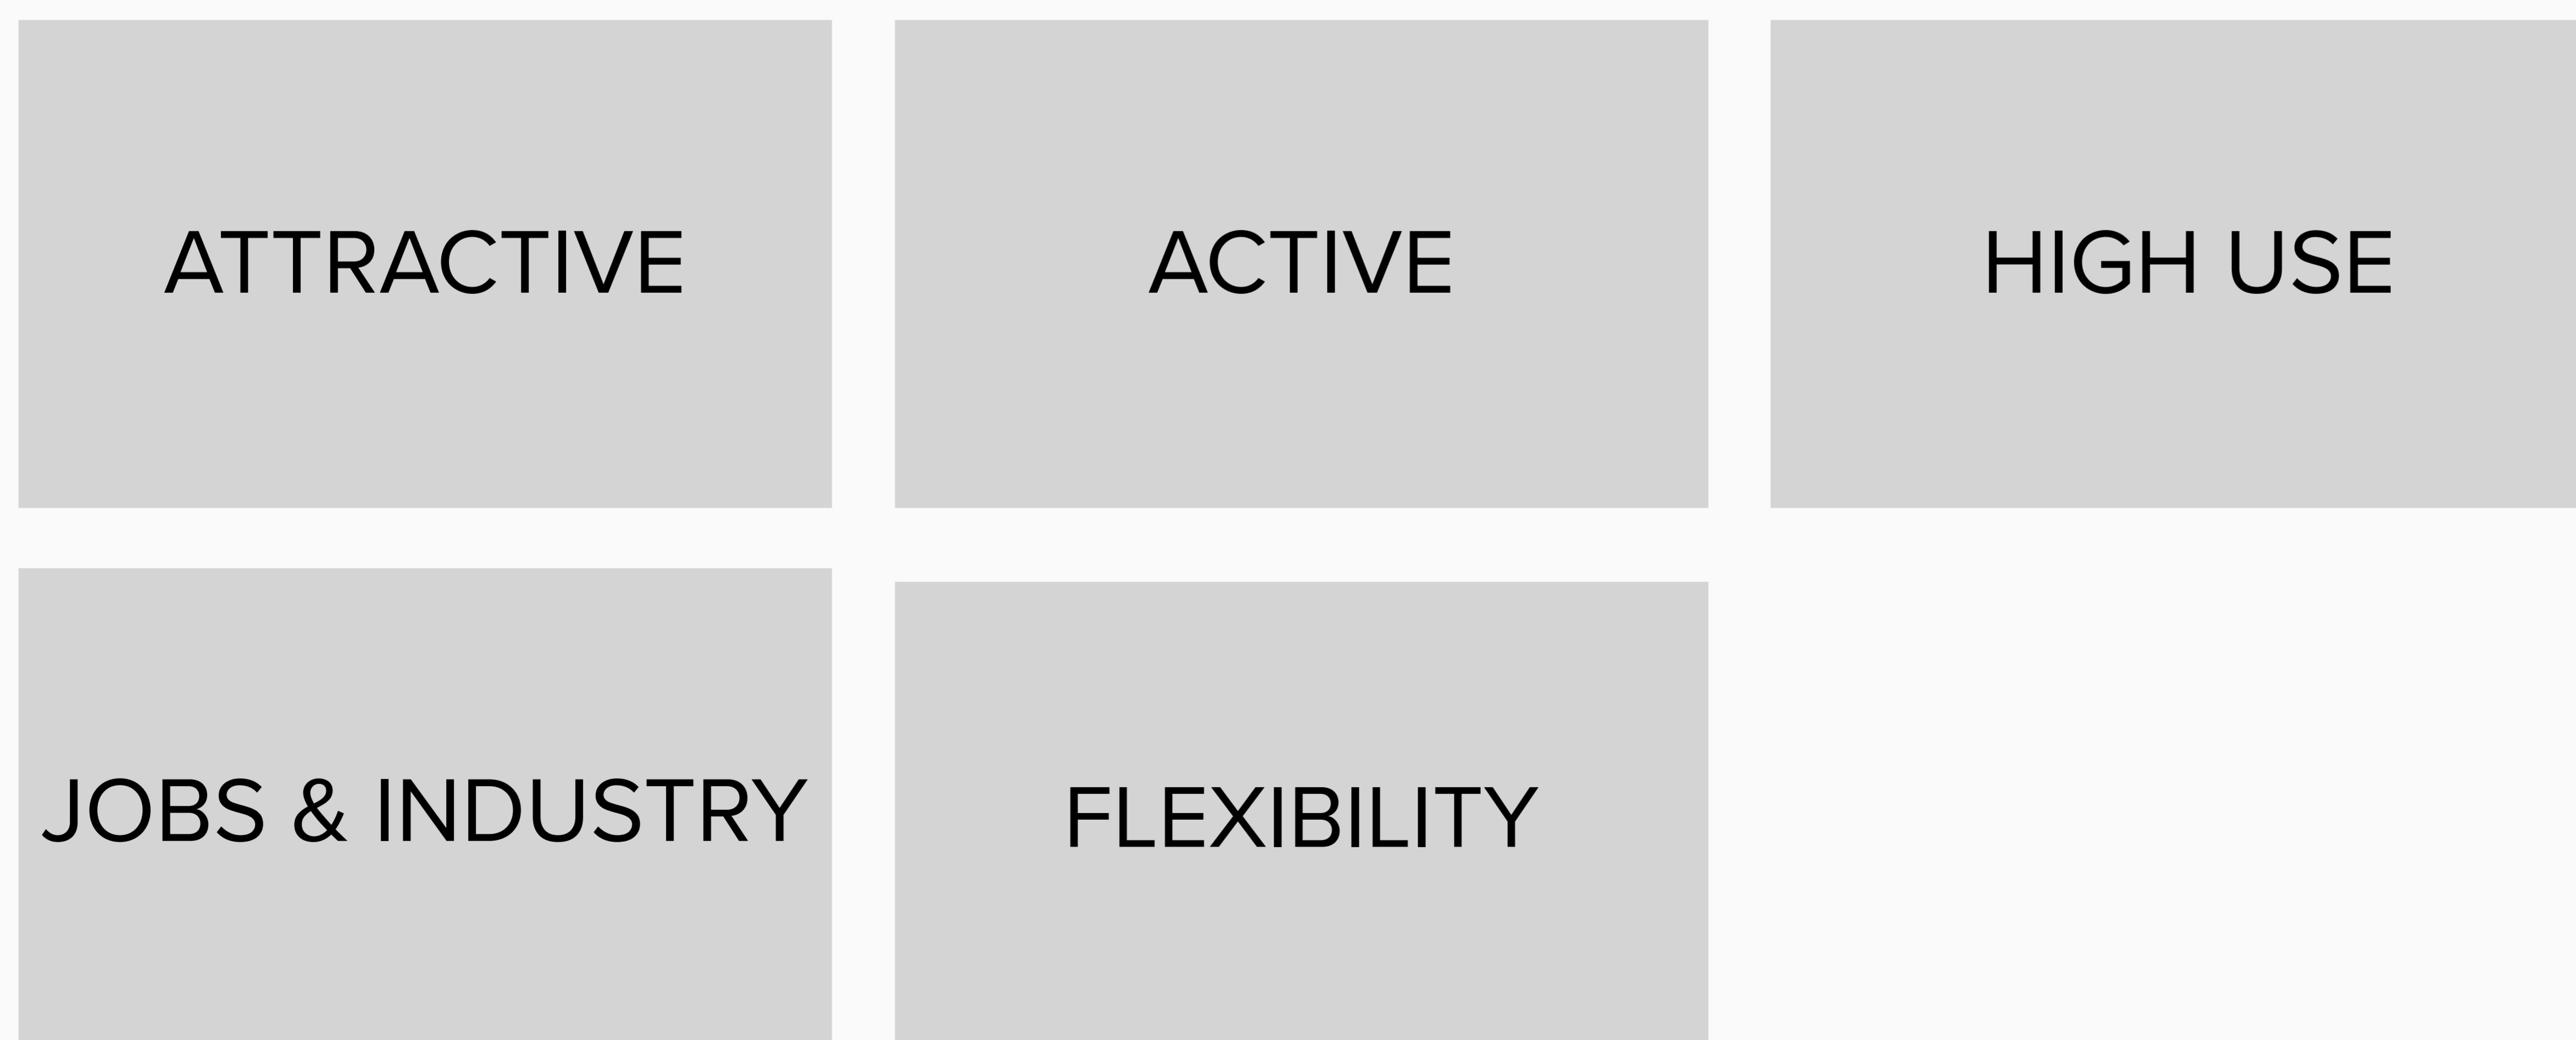 ATTRACTIVE
ACTIVE
HIGH USE
JOBS & INDUSTRY
FLEXIBILITY